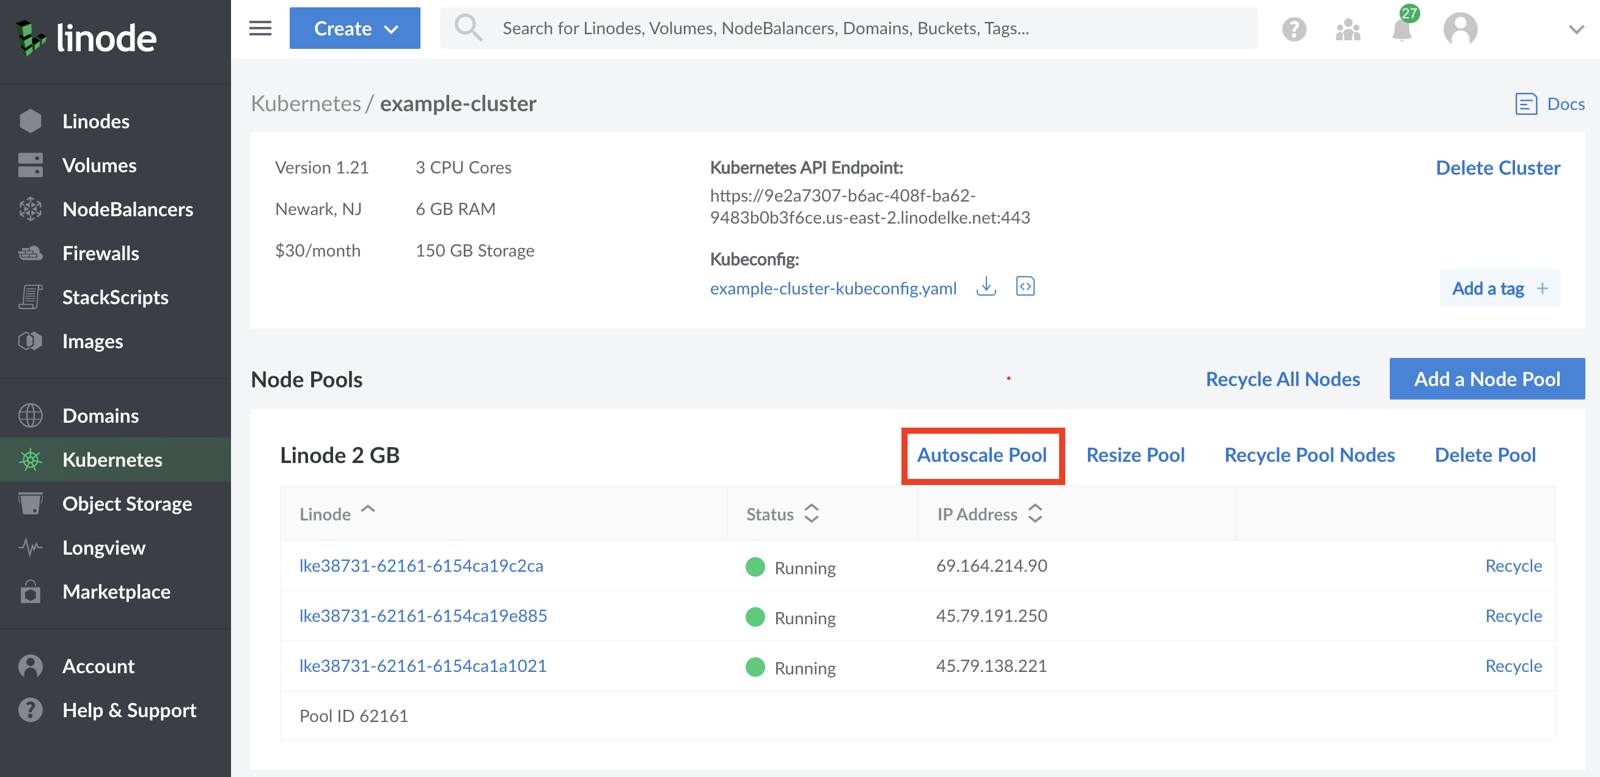 linode
Create
Search for Linodes, Volumes, NodeBalancers, Domains, Buckets, Tags...
27
Linodes
Volumes
NodeBalancers
Firewalls
StackScripts
Images
Domains
Kubernetes
Object Storage
Longview
Marketplace
Account
Help & Support
Kubernetes / example-cluster
Docs
Version 1.21
3 CPU Cores
Newark, NJ
6 GB RAM
$30/month
150 GB Storage
Kubernetes API Endpoint:
https://9e2a7307-b6ac-408f-ba62-
9483b0b3f6ce.us-east-2.linodelke.net:443
Kubeconfig:
example-cluster-kubeconfig.yaml
Delete Cluster
Add a tag +
Node Pools
Recycle All Nodes
Add a Node Pool
Linode 2 GB
Autoscale Pool
Resize Pool
Recycle Pool Nodes
Delete Pool
Linode Status IP Address
lke38731-62161-6154ca19c2ca Running 69.164.214.90 Recycle
lke38731-62161-6154ca19e885 Running 45.79.191.250 Recycle
lke38731-62161-6154ca1a1021 Running 45.79.138.221 Recycle
Pool ID 62161